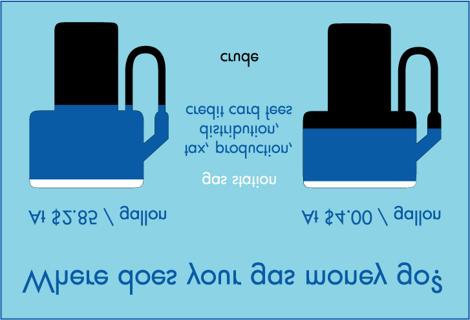 Where does your gas money go?
At $2.85 / gallon
At $4.00 / gallon
gas station
tax, production,
distribution,
credit card fees
crude